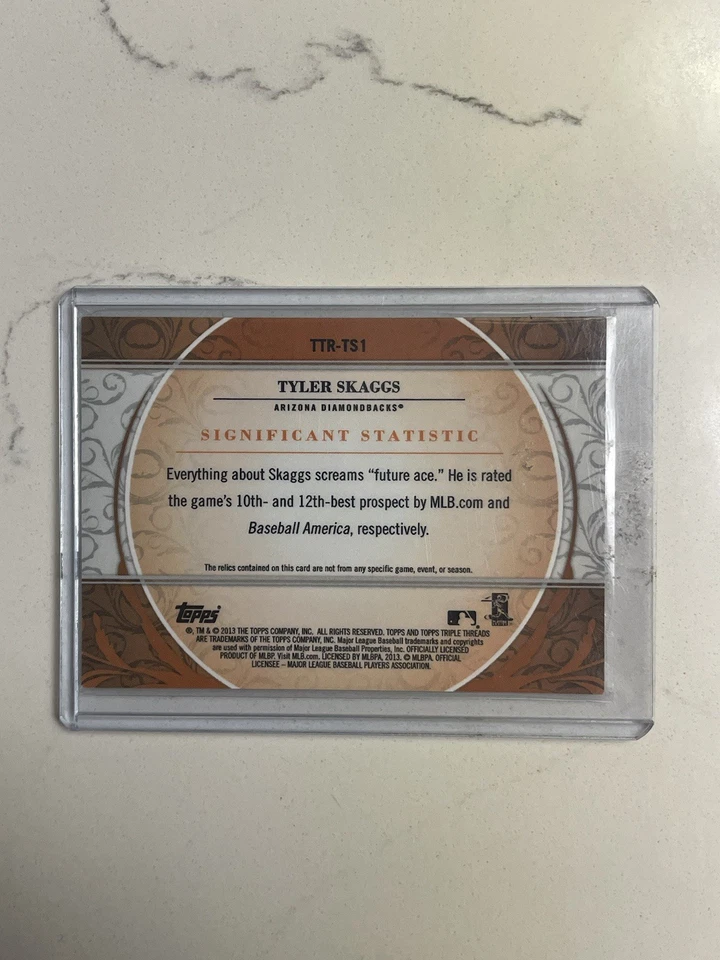 TTR-TS1
TYLER SKAGGS
ARIZONA DIAMONDBACKS®
SIGNIFICANT STATISTIC
Everything about Skaggs screams “future ace.” He is rated
the game's 10th- and 12th-best prospect by MLB.com and
Baseball America, respectively.
The relics contained on this card are not from any specific game, event, or season.
Topps
®, TM & © 2013 THE TOPPS COMPANY, INC. ALL RIGHTS RESERVED. TOPPS AND TOPPS TRIPLE THREADS
ARE TRADEMARKS OF THE TOPPS COMPANY, INC. Major League Baseball trademarks and copyrights
are used with permission of Major League Baseball Properties, Inc. OFFICIALLY LICENSED
PRODUCT OF MLBP. Visit MLB.com. LICENSED BY MLBPA, 2013. © MLBPA. OFFICIAL
LICENSEE – MAJOR LEAGUE BASEBALL PLAYERS ASSOCIATION.